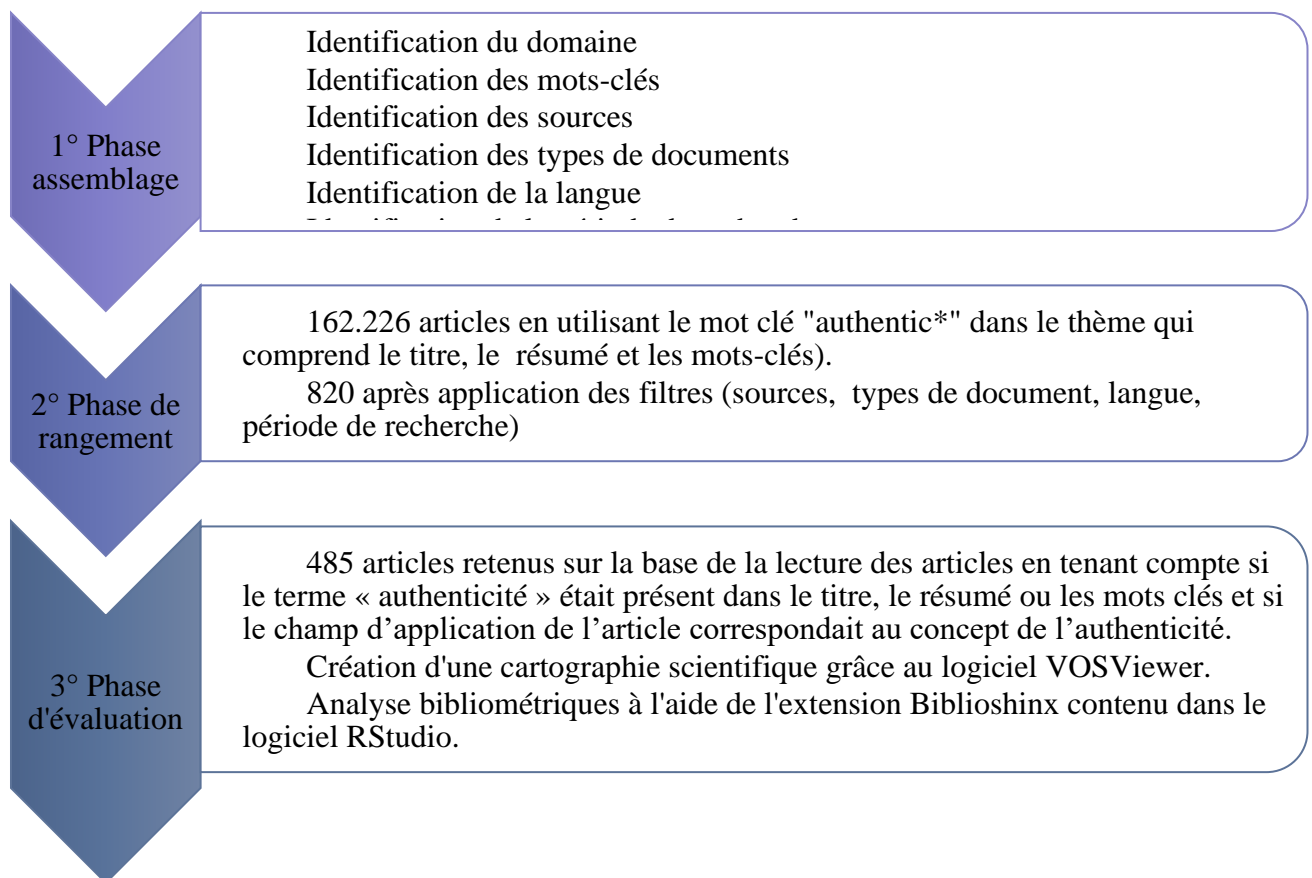 1° Phase
assemblage
Identification du domaine
Identification des mots-clés
Identification des sources
Identification des types de documents
Identification de la langue
2° Phase de
rangement
162.226 articles en utilisant le mot clé "authentic*" dans le thème qui
comprend le titre, le résumé et les mots-clés).
820 après application des filtres (sources, types de document, langue,
période de recherche)
3° Phase
d'évaluation
485 articles retenus sur la base de la lecture des articles en tenant compte si
le terme « authenticité » était présent dans le titre, le résumé ou les mots clés et si
le champ d’application de l’article correspondait au concept de l’authenticité.
Création d'une cartographie scientifique grâce au logiciel VOSViewer.
Analyse bibliométriques à l'aide de l'extension Biblioshinx contenu dans le
logiciel RStudio.